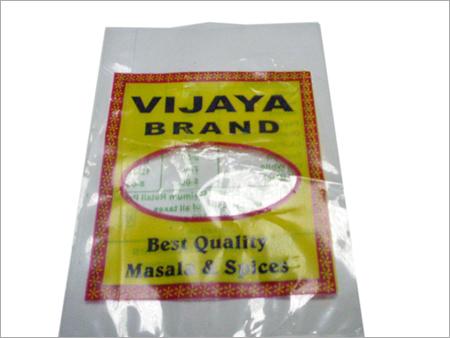 VIJAYA
BRAND
Best Quality
Masala & Spices